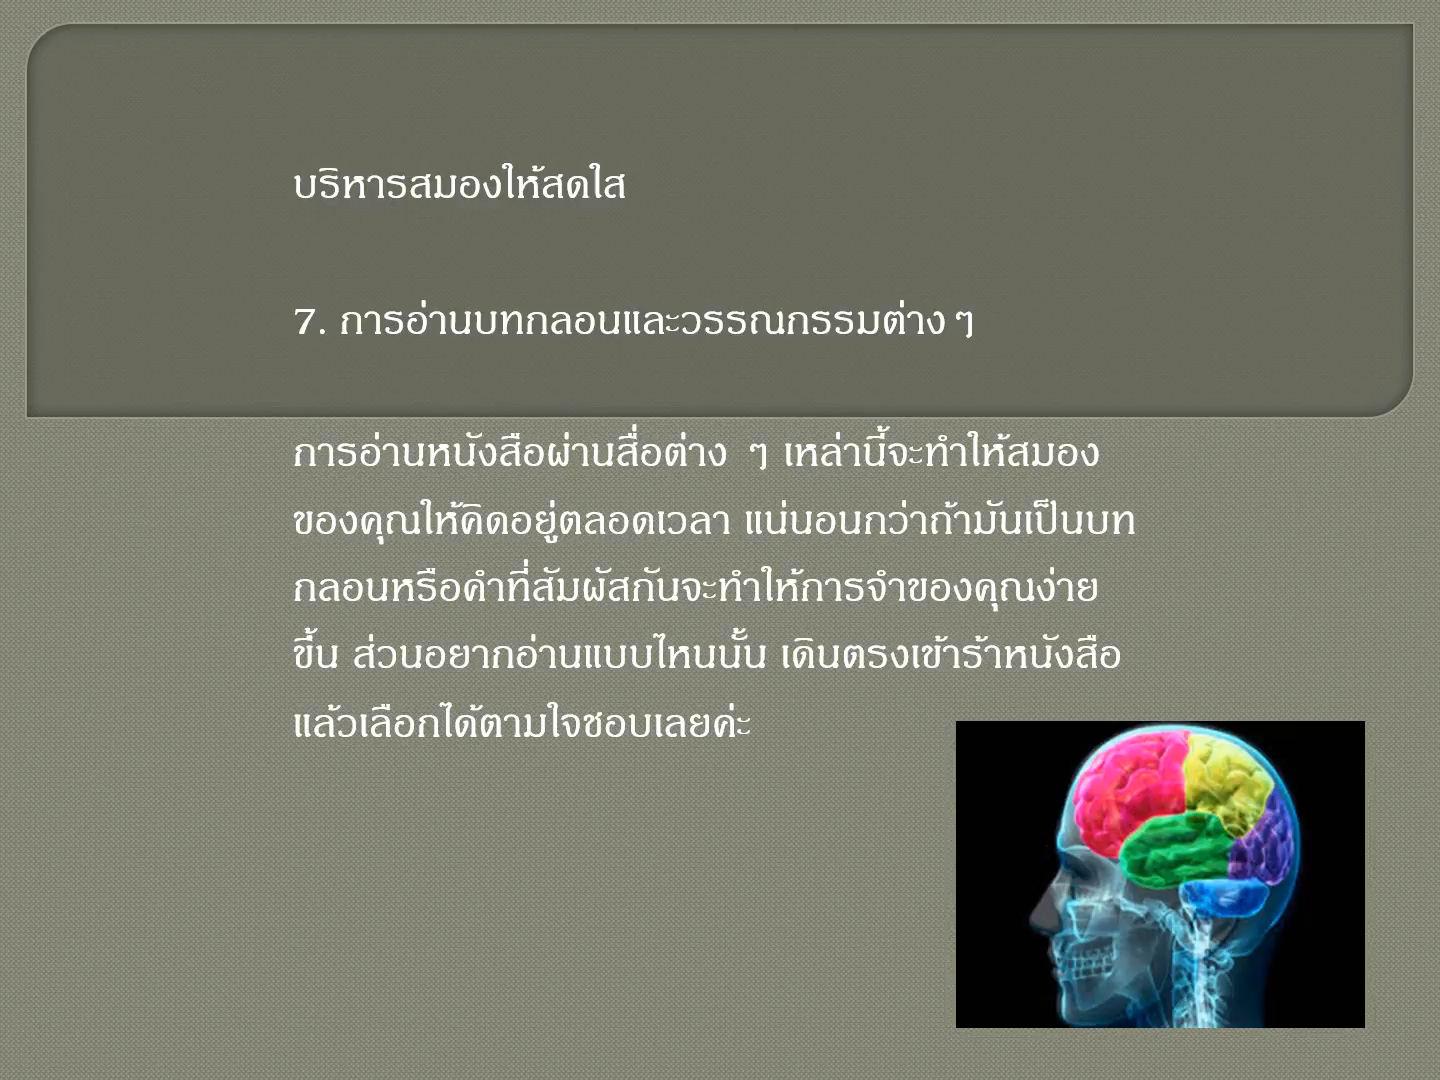 บริหารสมองให้สดใส
7. การอ่านบทกลอนและวรรณกรรมต่าง ๆ
การอ่านหนังสือผ่านสื่อต่าง ๆ เหล่านี้จะทำให้สมอง
ของคุณให้คิดอยู่ตลอดเวลา แน่นอนกว่าถ้ามันเป็นบท
กลอนหรือคำที่สัมผัสกันจะทำให้การจำของคุณง่าย
ขึ้น ส่วนอยากอ่านแบบไหนนั้น เดินตรงเข้าร้าหนังสือ
แล้วเลือกได้ตามใจชอบเลยค่ะ